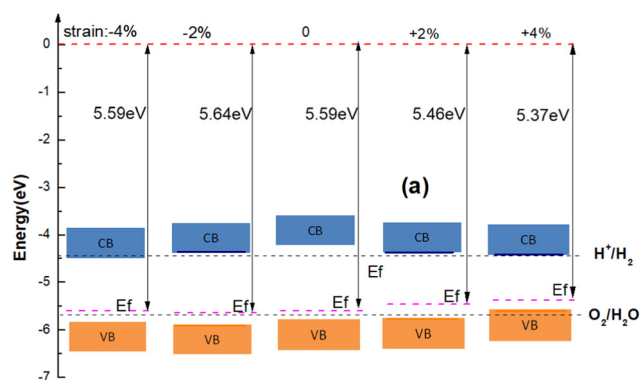 strain:-4% -2% 0 +2% +4%
0
-1
5.59eV 5.64eV 5.59eV 5.46eV 5.37eV
-2
-3
(a)
-4
CB CB CB CB CB
H⁺/H₂
Ef
-5
Ef Ef Ef Ef Ef
O₂/H₂O
-6
VB VB VB VB VB
-7
Energy(eV)